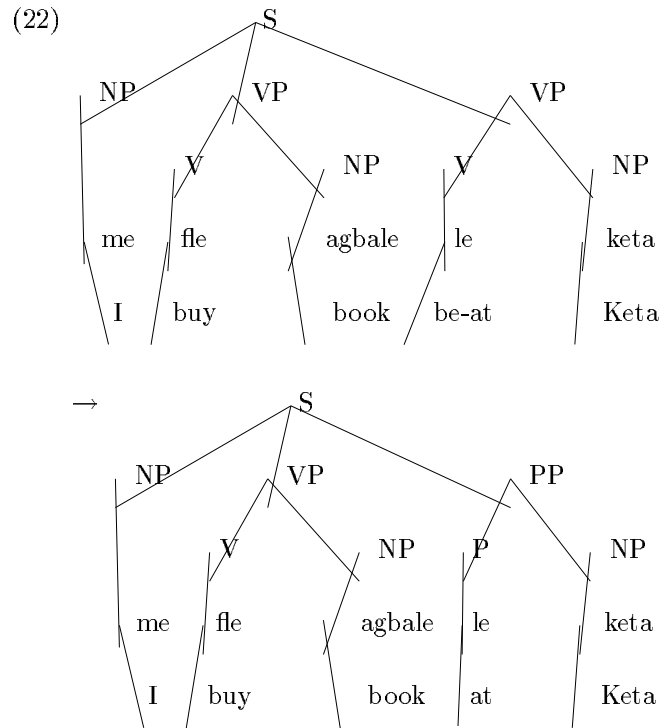 (22)
S
NP VP VP
V NP V NP
me fle agbale le keta
I buy book be-at Keta
→
S
NP VP PP
V NP P NP
me fle agbale le keta
I buy book at Keta